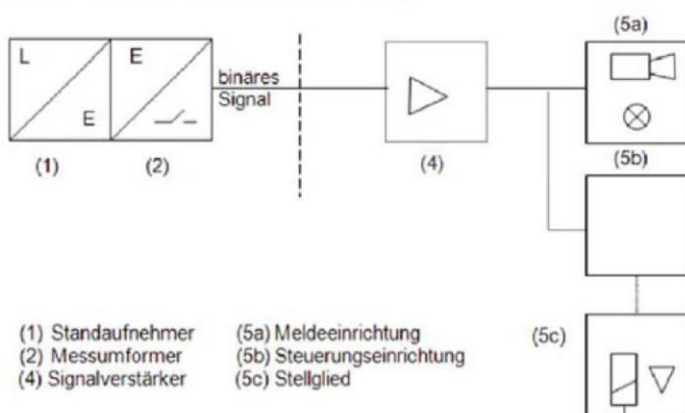 (5a)
L
E
E
binäres
Signal
(1)
(2)
(4)
(5b)
(1) Standaufnehmer
(2) Messumformer
(4) Signalverstärker
(5a) Meldeeinrichtung
(5b) Steuerungseinrichtung
(5c) Stellglied
(5c)